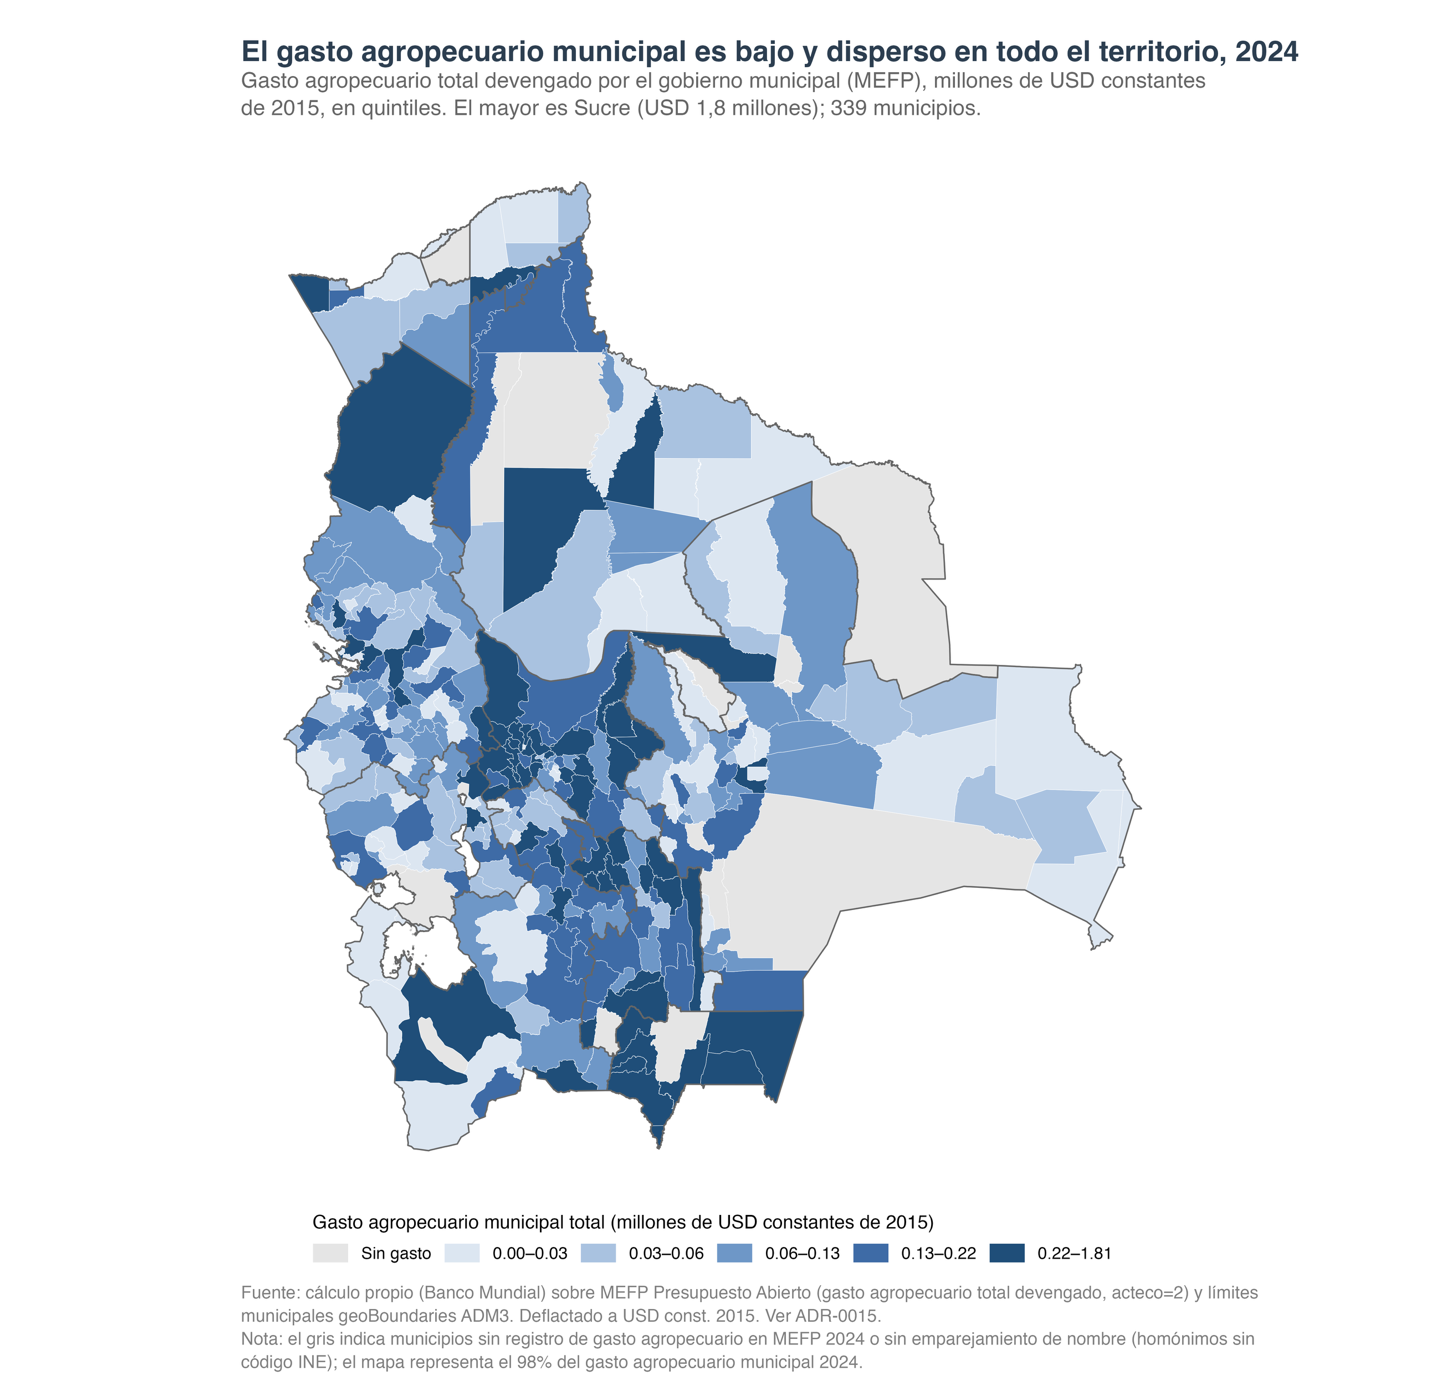 El gasto agropecuario municipal es bajo y disperso en todo el territorio, 2024
Gasto agropecuario total devengado por el gobierno municipal (MEFP), millones de USD constantes
de 2015, en quintiles. El mayor es Sucre (USD 1,8 millones); 339 municipios.
Gasto agropecuario municipal total (millones de USD constantes de 2015)
Sin gasto 0.00–0.03 0.03–0.06 0.06–0.13 0.13–0.22 0.22–1.81
Fuente: cálculo propio (Banco Mundial) sobre MEFP Presupuesto Abierto (gasto agropecuario total devengado, acteco=2) y límites
municipales geoBoundaries ADM3. Deflactado a USD const. 2015. Ver ADR-0015.
Nota: el gris indica municipios sin registro de gasto agropecuario en MEFP 2024 o sin emparejamiento de nombre (homónimos sin
código INE); el mapa representa el 98% del gasto agropecuario municipal 2024.